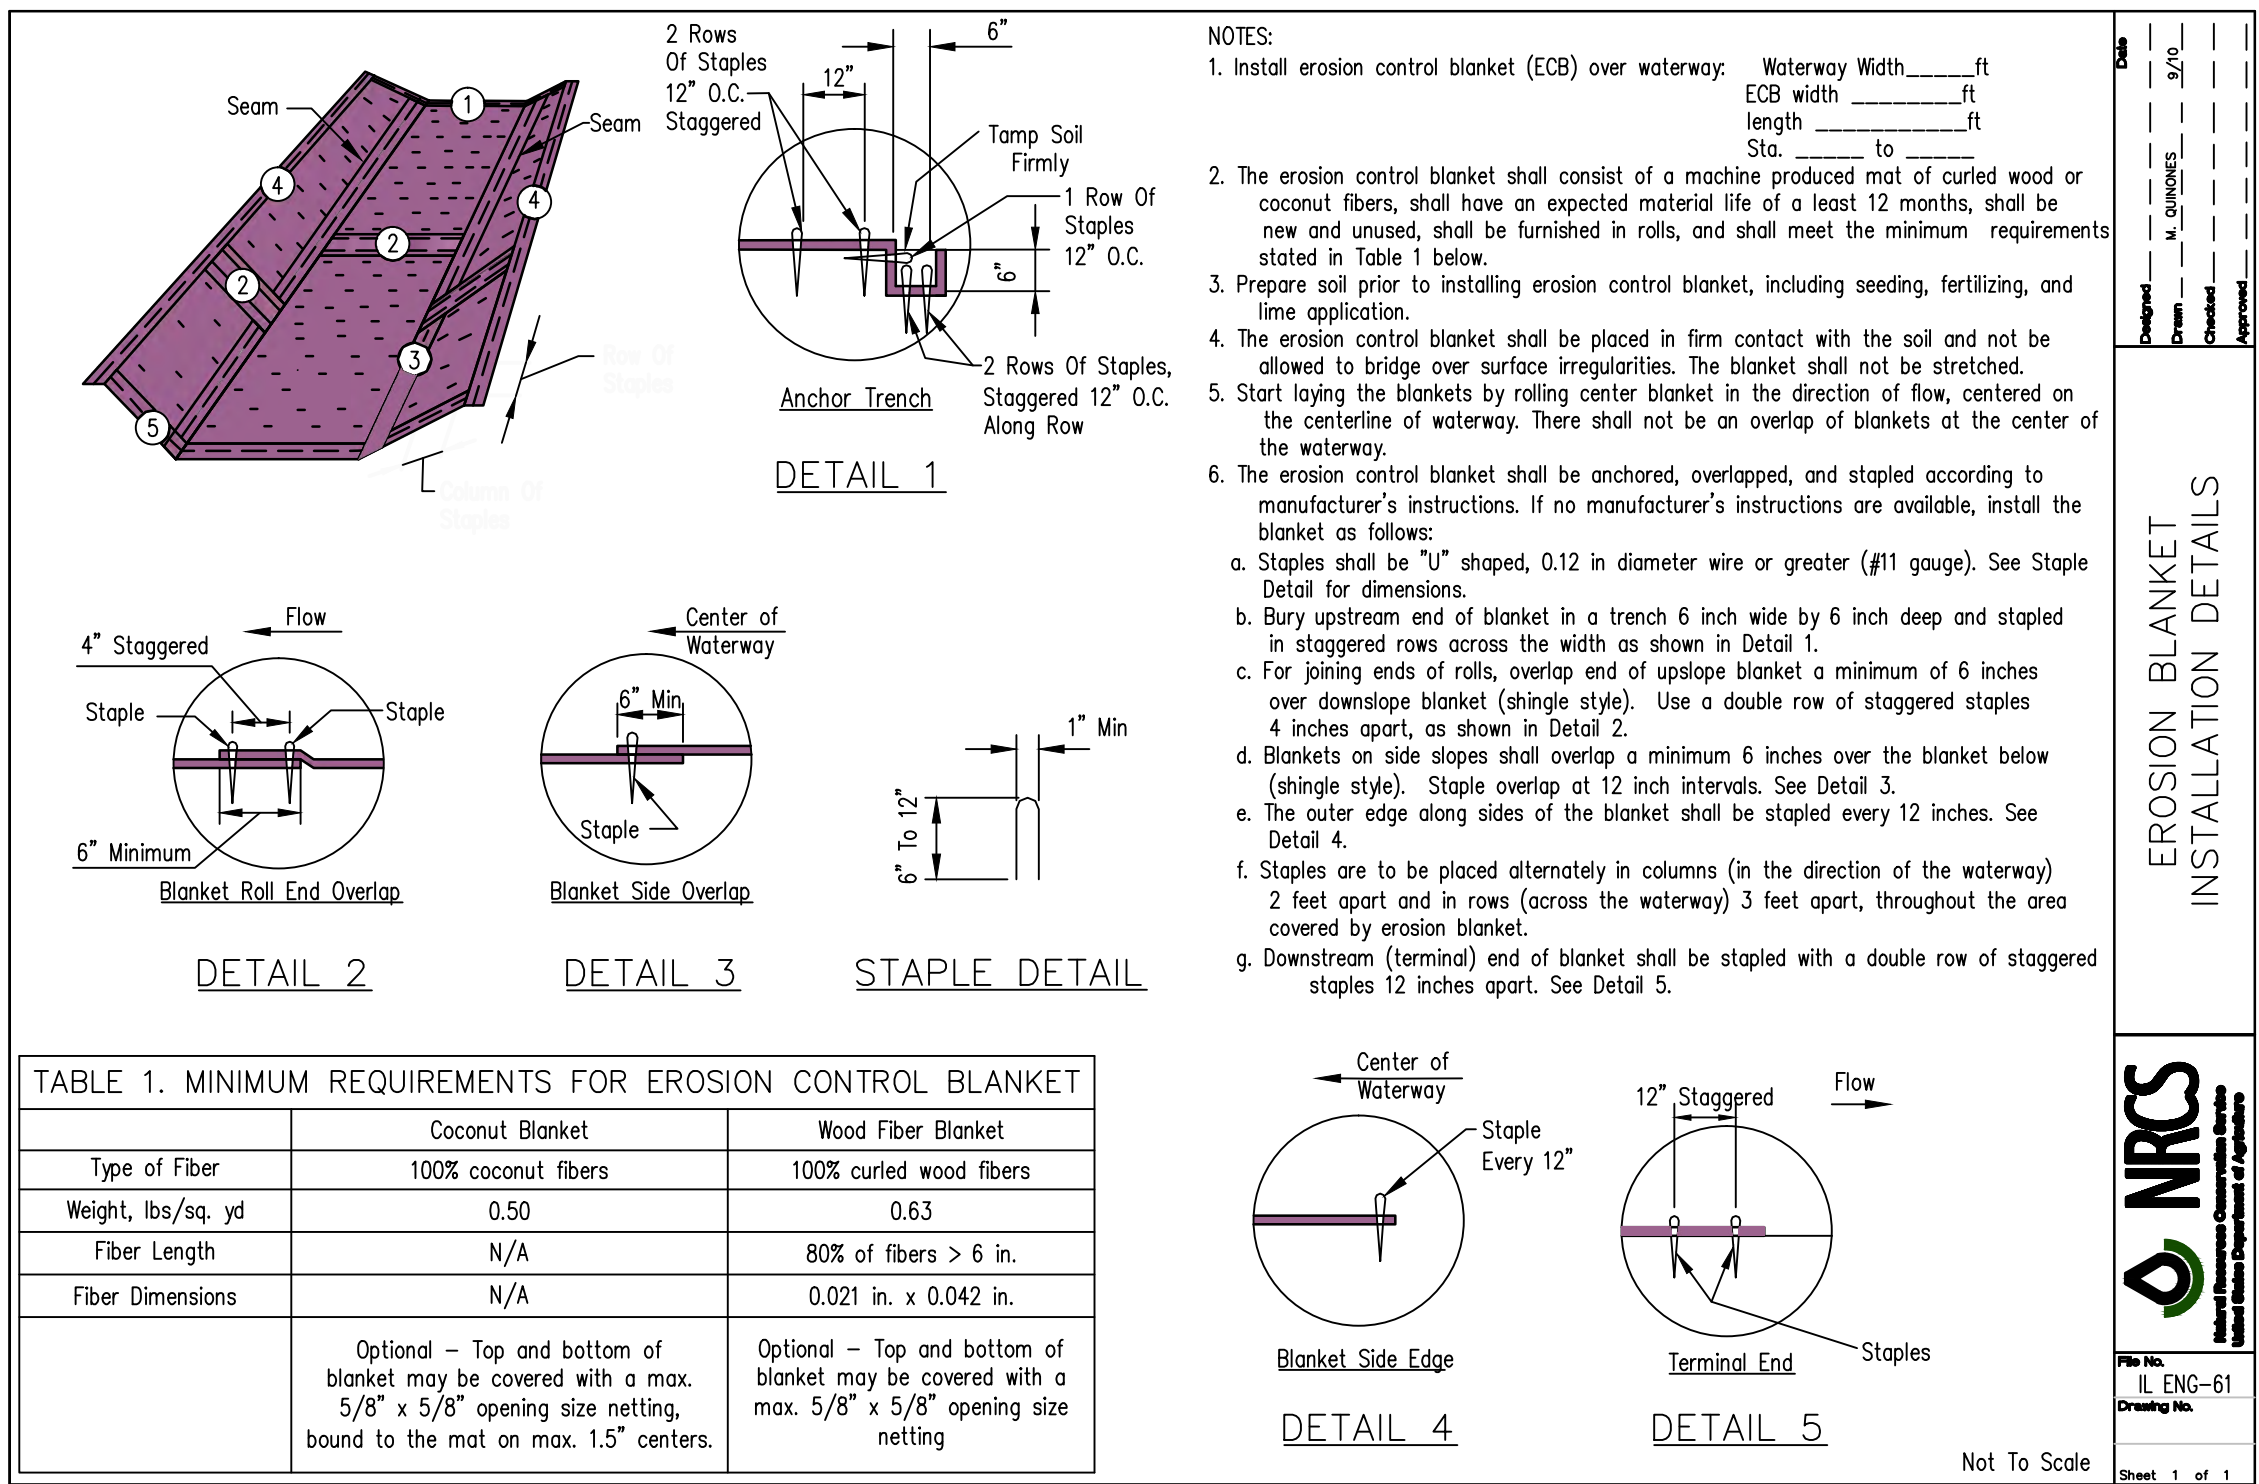 2 Rows
Of Staples
12" O.C.
Staggered
12"
6"
Seam
Seam
1
4
4
2
2
3
5
Row Of
Staples
Column Of
Staples
Tamp Soil
Firmly
1 Row Of
Staples
12" O.C.
6"
2 Rows Of Staples,
Staggered 12" O.C.
Along Row
Anchor Trench
DETAIL 1
Flow
4" Staggered
Staple
Staple
6" Minimum
Blanket Roll End Overlap
DETAIL 2
Center of
Waterway
6" Min
Staple
Blanket Side Overlap
DETAIL 3
1" Min
6" To 12"
STAPLE DETAIL
NOTES:
1. Install erosion control blanket (ECB) over waterway: Waterway Width_____ft
ECB width ________ft
length ___________ft
Sta. _____ to _____
2. The erosion control blanket shall consist of a machine produced mat of curled wood or
coconut fibers, shall have an expected material life of a least 12 months, shall be
new and unused, shall be furnished in rolls, and shall meet the minimum requirements
stated in Table 1 below.
3. Prepare soil prior to installing erosion control blanket, including seeding, fertilizing, and
lime application.
4. The erosion control blanket shall be placed in firm contact with the soil and not be
allowed to bridge over surface irregularities. The blanket shall not be stretched.
5. Start laying the blankets by rolling center blanket in the direction of flow, centered on
the centerline of waterway. There shall not be an overlap of blankets at the center of
the waterway.
6. The erosion control blanket shall be anchored, overlapped, and stapled according to
manufacturer's instructions. If no manufacturer's instructions are available, install the
blanket as follows:
a. Staples shall be "U" shaped, 0.12 in diameter wire or greater (#11 gauge). See Staple
Detail for dimensions.
b. Bury upstream end of blanket in a trench 6 inch wide by 6 inch deep and stapled
in staggered rows across the width as shown in Detail 1.
c. For joining ends of rolls, overlap end of upslope blanket a minimum of 6 inches
over downslope blanket (shingle style). Use a double row of staggered staples
4 inches apart, as shown in Detail 2.
d. Blankets on side slopes shall overlap a minimum 6 inches over the blanket below
(shingle style). Staple overlap at 12 inch intervals. See Detail 3.
e. The outer edge along sides of the blanket shall be stapled every 12 inches. See
Detail 4.
f. Staples are to be placed alternately in columns (in the direction of the waterway)
2 feet apart and in rows (across the waterway) 3 feet apart, throughout the area
covered by erosion blanket.
g. Downstream (terminal) end of blanket shall be stapled with a double row of staggered
staples 12 inches apart. See Detail 5.
TABLE 1. MINIMUM REQUIREMENTS FOR EROSION CONTROL BLANKET
Coconut Blanket Wood Fiber Blanket
Type of Fiber 100% coconut fibers 100% curled wood fibers
Weight, lbs/sq. yd 0.50 0.63
Fiber Length N/A 80% of fibers > 6 in.
Fiber Dimensions N/A 0.021 in. x 0.042 in.
Optional – Top and bottom of
blanket may be covered with a max.
5/8" x 5/8" opening size netting,
bound to the mat on max. 1.5" centers.
Optional – Top and bottom of
blanket may be covered with a
max. 5/8" x 5/8" opening size
netting
Center of
Waterway
Staple
Every 12"
Blanket Side Edge
DETAIL 4
12" Staggered
Flow
Staples
Terminal End
DETAIL 5
Not To Scale
Date
Designed
Drawn M. QUINONES 9/10
Checked
Approved
EROSION BLANKET
INSTALLATION DETAILS
NRCS
Natural Resources Conservation Service
United States Department of Agriculture
File No.
IL ENG-61
Drawing No.
Sheet 1 of 1